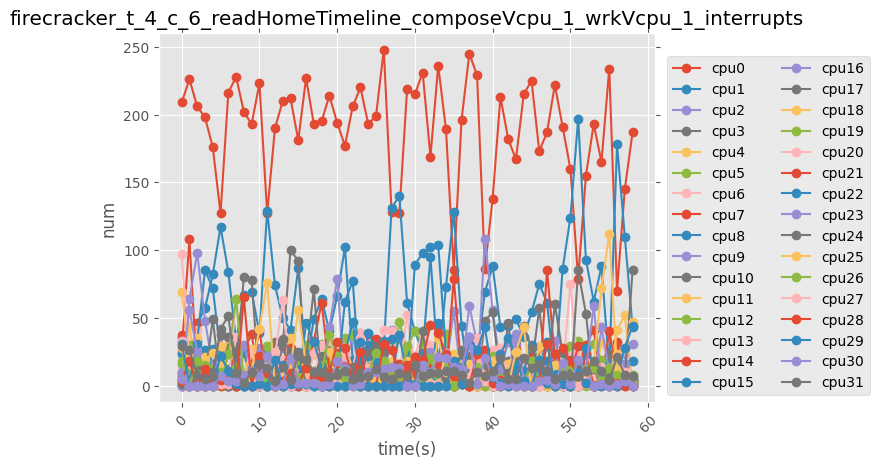 firecracker_t_4_c_6_readHomeTimeline_composeVcpu_1_wrkVcpu_1_interrupts
num
250
200
150
100
50
0
0
10
20
30
40
50
60
time(s)
cpu0
cpu1
cpu2
cpu3
cpu4
cpu5
cpu6
cpu7
cpu8
cpu9
cpu10
cpu11
cpu12
cpu13
cpu14
cpu15
cpu16
cpu17
cpu18
cpu19
cpu20
cpu21
cpu22
cpu23
cpu24
cpu25
cpu26
cpu27
cpu28
cpu29
cpu30
cpu31